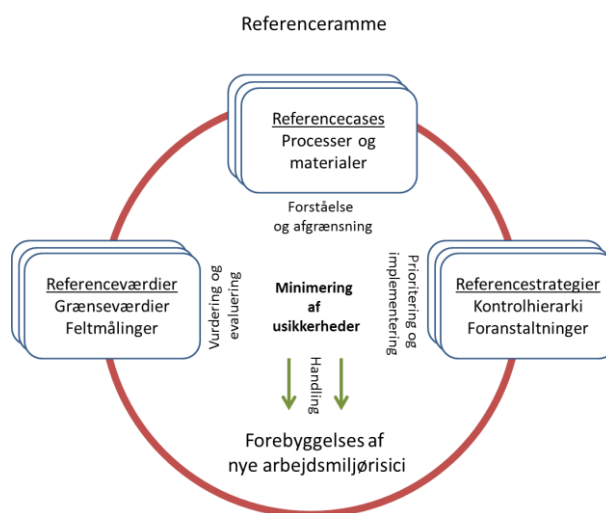 Referenceramme
Referencecases
Processer og
materialer
Forståelse
og afgrænsning
Referenceværdier
Grænseværdier
Feltmålinger
Vurdering og
evaluering
Minimering
af
usikkerheder
Prioritering og
implementering
Referencestrategier
Kontrolhierarki
Foranstaltninger
Handling
Forebyggelses af
nye arbejdsmiljørisici